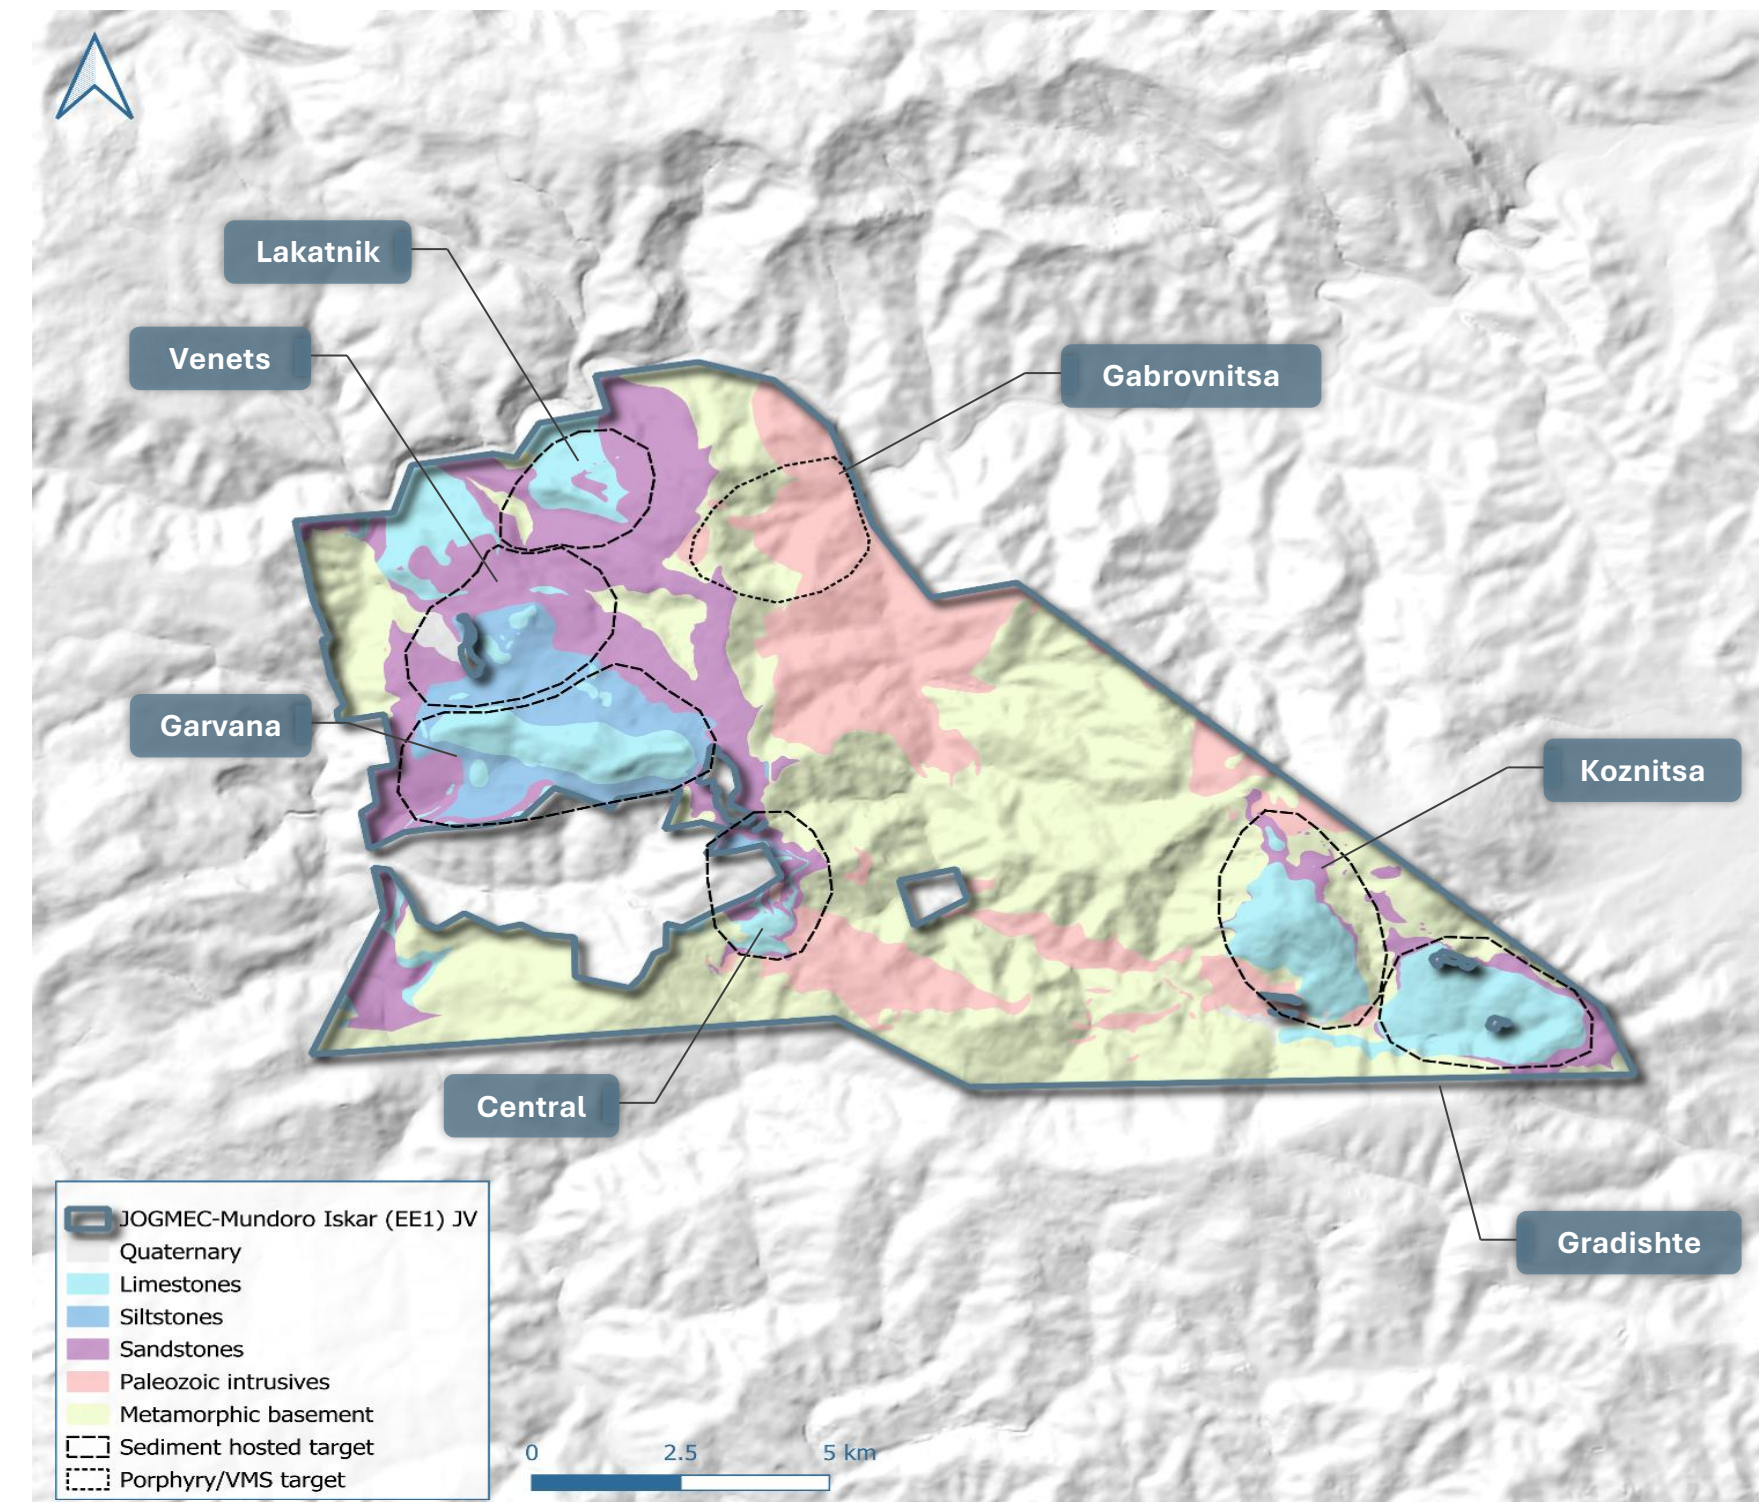 Lakatnik
Venets
Gabrovnitsa
Garvana
Koznitsa
Central
Gradishte
JOGMEC-Mundoro Iskar (EE1) JV
Quaternary
Limestones
Siltstones
Sandstones
Paleozoic intrusives
Metamorphic basement
Sediment hosted target
Porphyry/VMS target
0 2.5 5 km